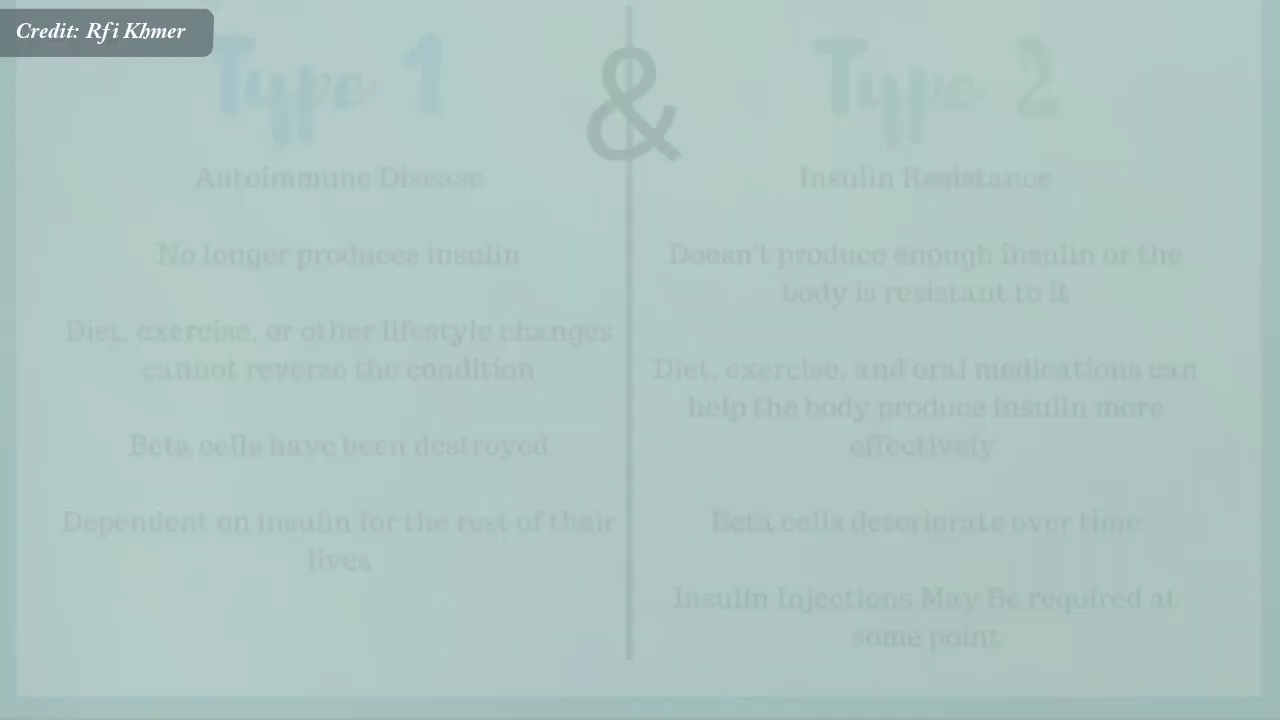 Credit: Rfi Khmer
Type 1
&
Type 2
Autoimmune Disease
No longer produces insulin
Diet, exercise, or other lifestyle changes
cannot reverse the condition
Beta cells have been destroyed
Dependent on insulin for the rest of their
lives
Insulin Resistance
Doesn't produce enough insulin or the
body is resistant to it
Diet, exercise, and oral medications can
help the body produce insulin more
effectively
Beta cells deteriorate over time
Insulin Injections May Be required at
some point